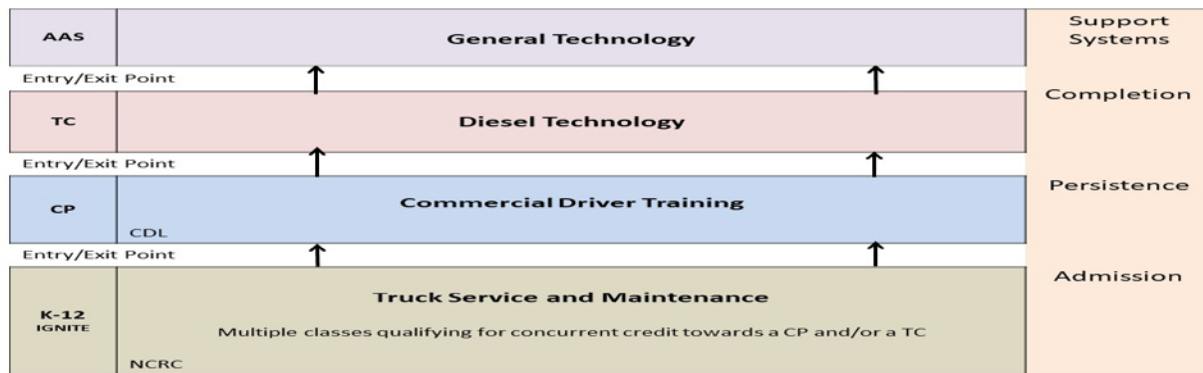 AAS
General Technology
Support
Systems
Entry/Exit Point
Completion
TC
Diesel Technology
Entry/Exit Point
Persistence
CP
Commercial Driver Training
CDL
Entry/Exit Point
Admission
K-12
IGNITE
Truck Service and Maintenance
Multiple classes qualifying for concurrent credit towards a CP and/or a TC
NCRC